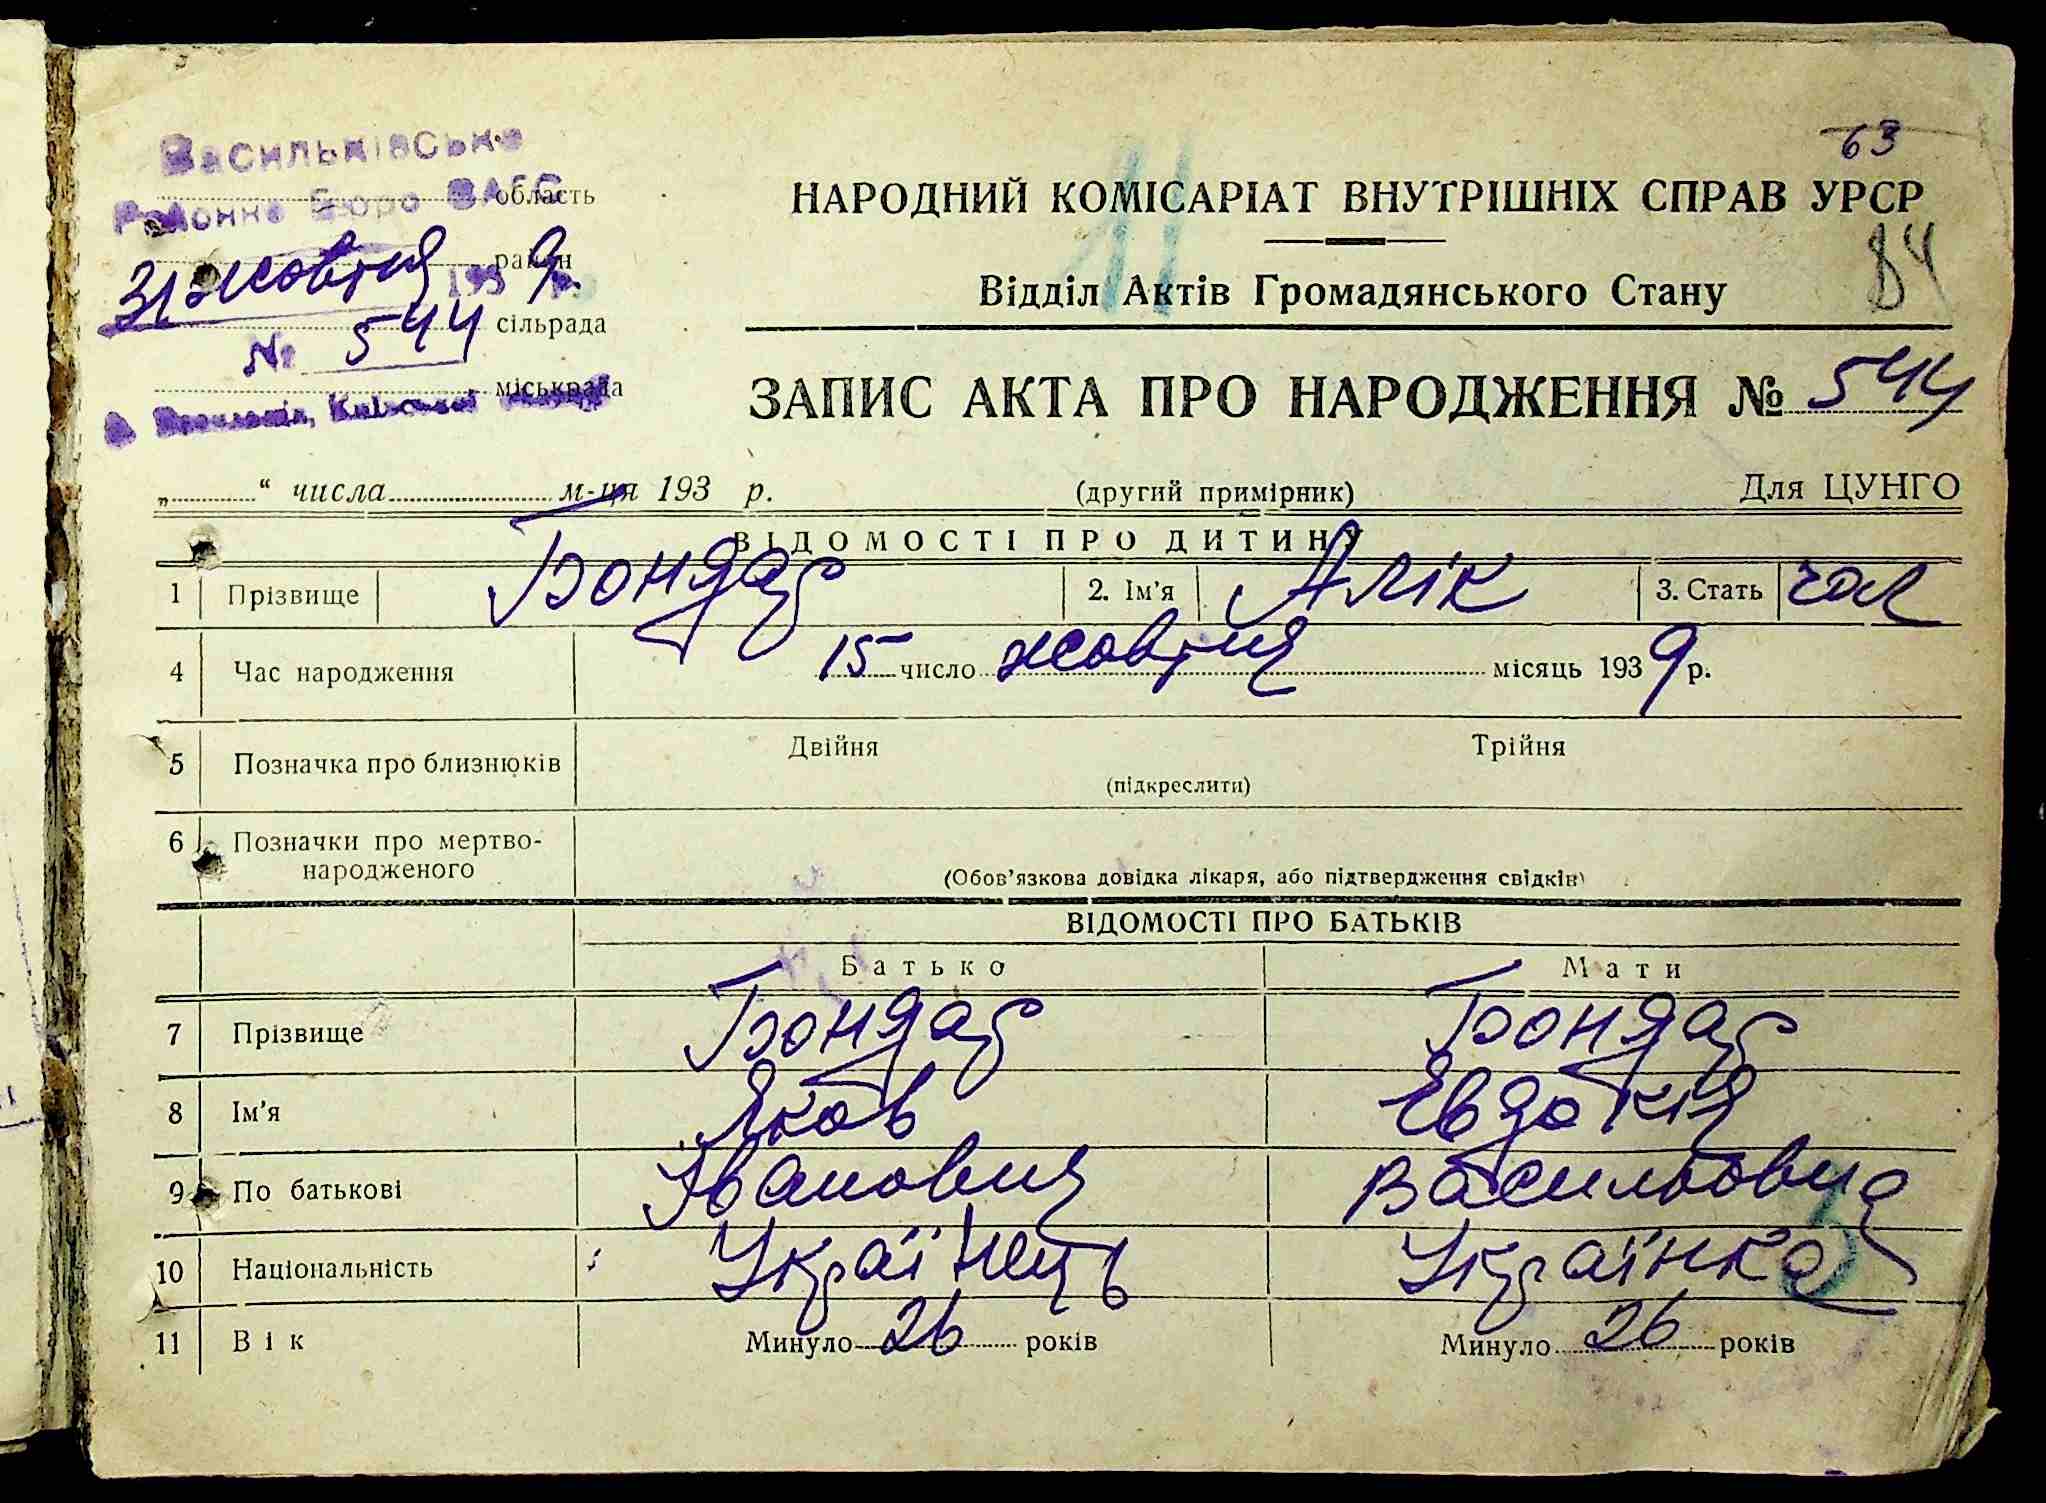 63
84
Васильківське
Районне Бюро ЗАГС
область
район
31 жовтня 1939.
сільрада
№ 544
міськрада
м. Васильків, Київської
НАРОДНИЙ КОМІСАРІАТ ВНУТРІШНІХ СПРАВ УРСР
Відділ Актів Громадянського Стану
ЗАПИС АКТА ПРО НАРОДЖЕННЯ № 544
„ “ числа м-ця 193 р. (другий примірник) Для ЦУНГО
ВІДОМОСТІ ПРО ДИТИНУ
1 Прізвище Бондар 2. Ім'я Алік 3. Стать чол
4 Час народження 15 число жовтня місяць 1939 р.
5 Позначка про близнюків Двійня Трійня
(підкреслити)
6 Позначки про мертво-
народженого
(Обов'язкова довідка лікаря, або підтвердження свідків)
ВІДОМОСТІ ПРО БАТЬКІВ
Батько Мати
7 Прізвище Бондар Бондар
8 Ім'я Яков Евдокія
9 По батькові Іванович Васильовна
10 Національність Українець Українка
11 Вік Минуло 26 років Минуло 26 років